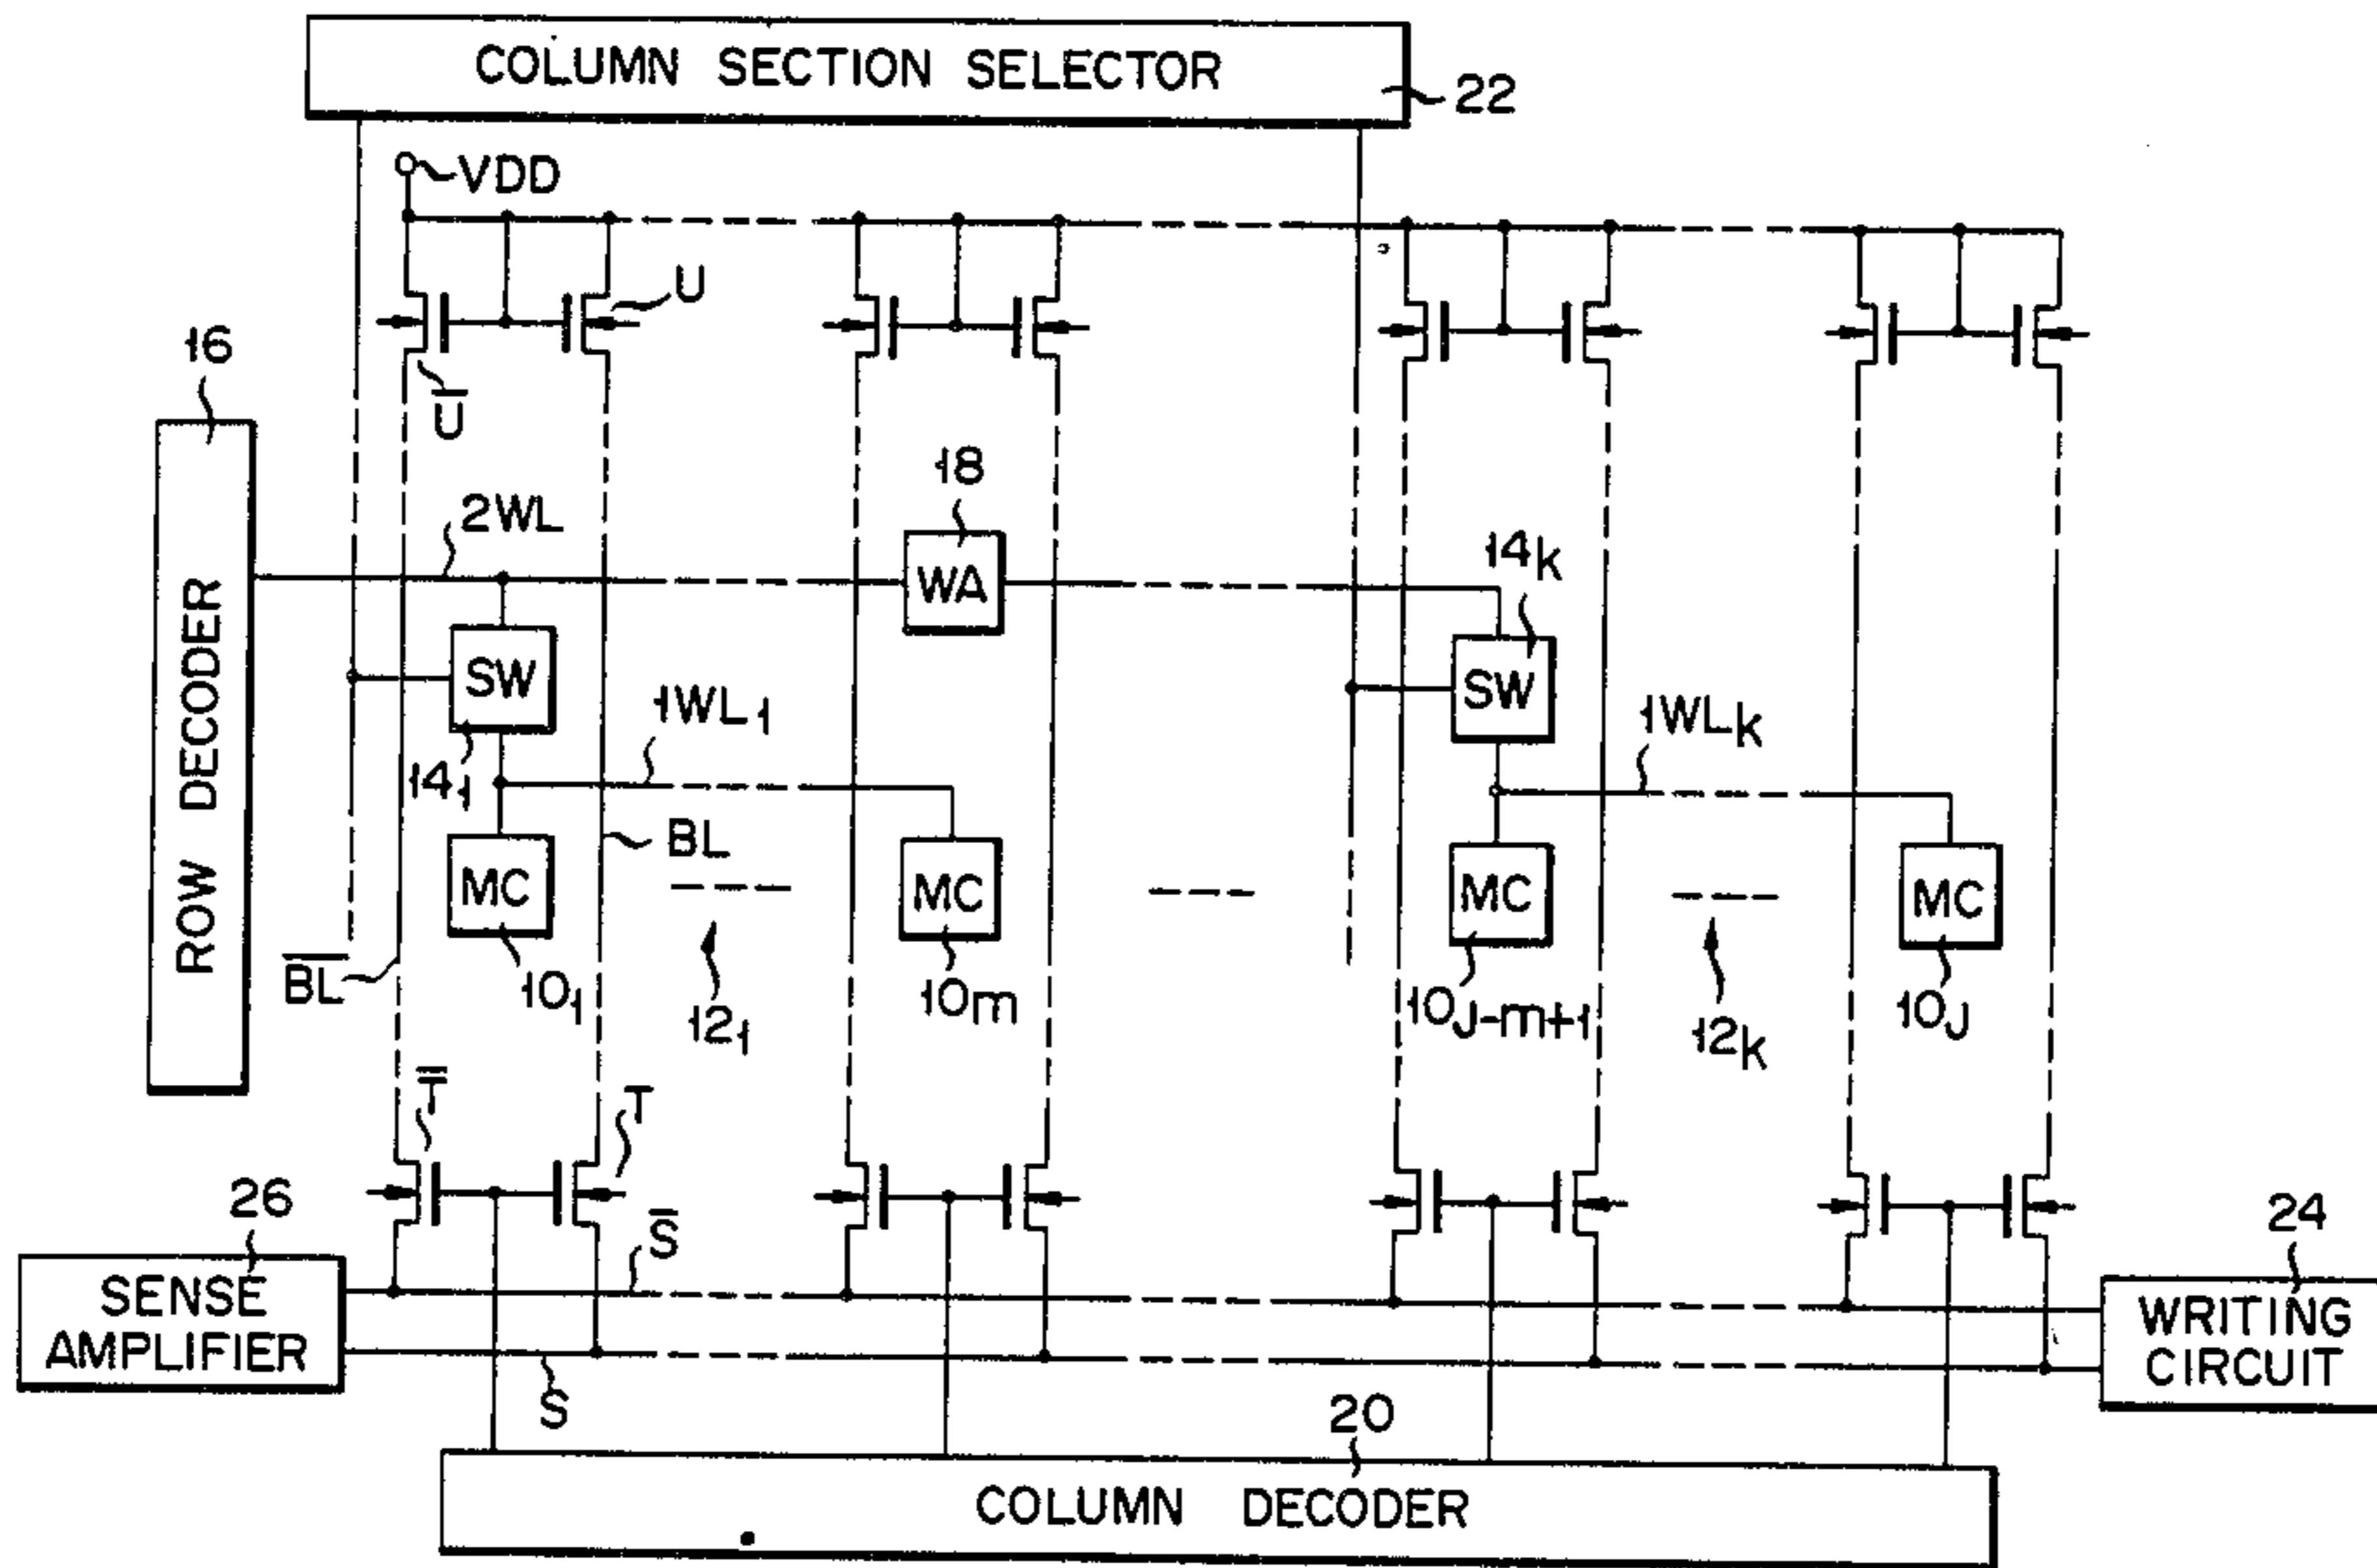 COLUMN SECTION SELECTOR
22
VDD
U
U̅
16
ROW DECODER
2WL
18
WA
14k
SW
SW
14₁
1WL₁
1WLk
BL
MC
MC
MC
MC
B̅L̅
10₁
12₁
10m
10J-m+1
12k
10J
T̅
T
26
S̅
24
SENSE
AMPLIFIER
WRITING
CIRCUIT
S
20
COLUMN DECODER